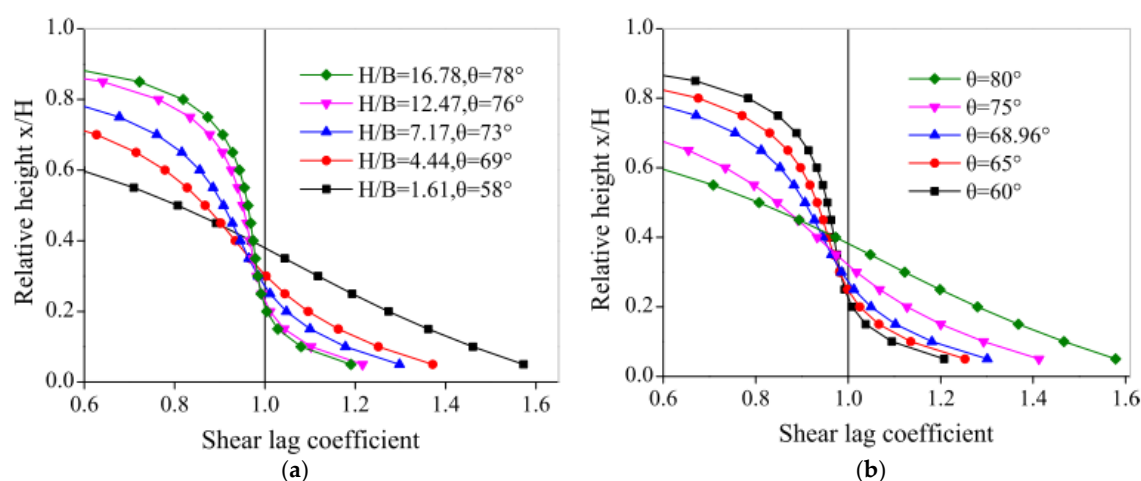 1.0
0.8
0.6
0.4
0.2
0.0
Relative height x/H
H/B=16.78,θ=78°
H/B=12.47,θ=76°
H/B=7.17,θ=73°
H/B=4.44,θ=69°
H/B=1.61,θ=58°
0.6 0.8 1.0 1.2 1.4 1.6
Shear lag coefficient
(a)
1.0
0.8
0.6
0.4
0.2
0.0
Relative height x/H
θ=80°
θ=75°
θ=68.96°
θ=65°
θ=60°
0.6 0.8 1.0 1.2 1.4 1.6
Shear lag coefficient
(b)